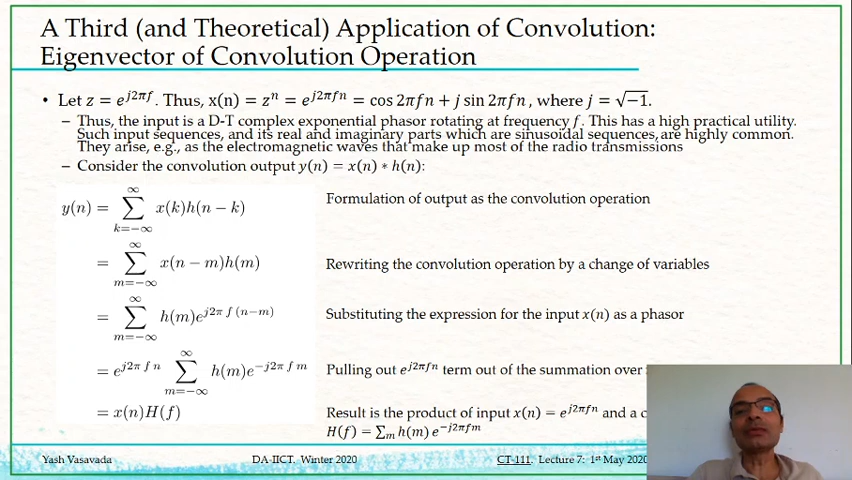 A Third (and Theoretical) Application of Convolution:
Eigenvector of Convolution Operation
• Let z = e^{j2πf}. Thus, x(n) = z^n = e^{j2πfn} = cos 2πfn + j sin 2πfn, where j = √−1.
– Thus, the input is a D-T complex exponential phasor rotating at frequency f. This has a high practical utility.
Such input sequences, and its real and imaginary parts which are sinusoidal sequences, are highly common.
They arise, e.g., as the electromagnetic waves that make up most of the radio transmissions
– Consider the convolution output y(n) = x(n) * h(n):
y(n) = ∑_{k=−∞}^{∞} x(k)h(n − k) Formulation of output as the convolution operation
= ∑_{m=−∞}^{∞} x(n − m)h(m) Rewriting the convolution operation by a change of variables
= ∑_{m=−∞}^{∞} h(m)e^{j2π f (n−m)} Substituting the expression for the input x(n) as a phasor
= e^{j2π f n} ∑_{m=−∞}^{∞} h(m)e^{−j2π f m} Pulling out e^{j2πfn} term out of the summation over
= x(n)H(f) Result is the product of input x(n) = e^{j2πfn} and a
H(f) = ∑_m h(m) e^{−j2πfm}
Yash Vasavada DA-IICT, Winter 2020 CT-111, Lecture 7: 1st May 2020